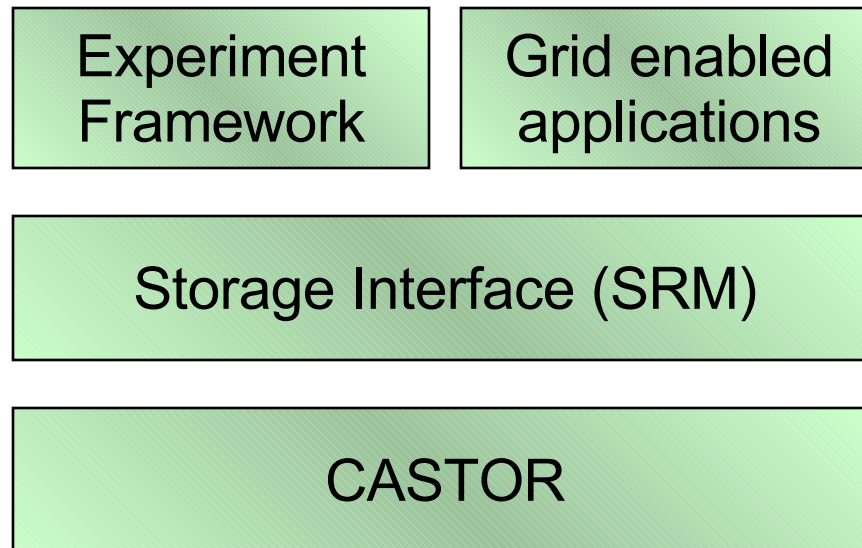 Experiment
Framework
Grid enabled
applications
Storage Interface (SRM)
CASTOR